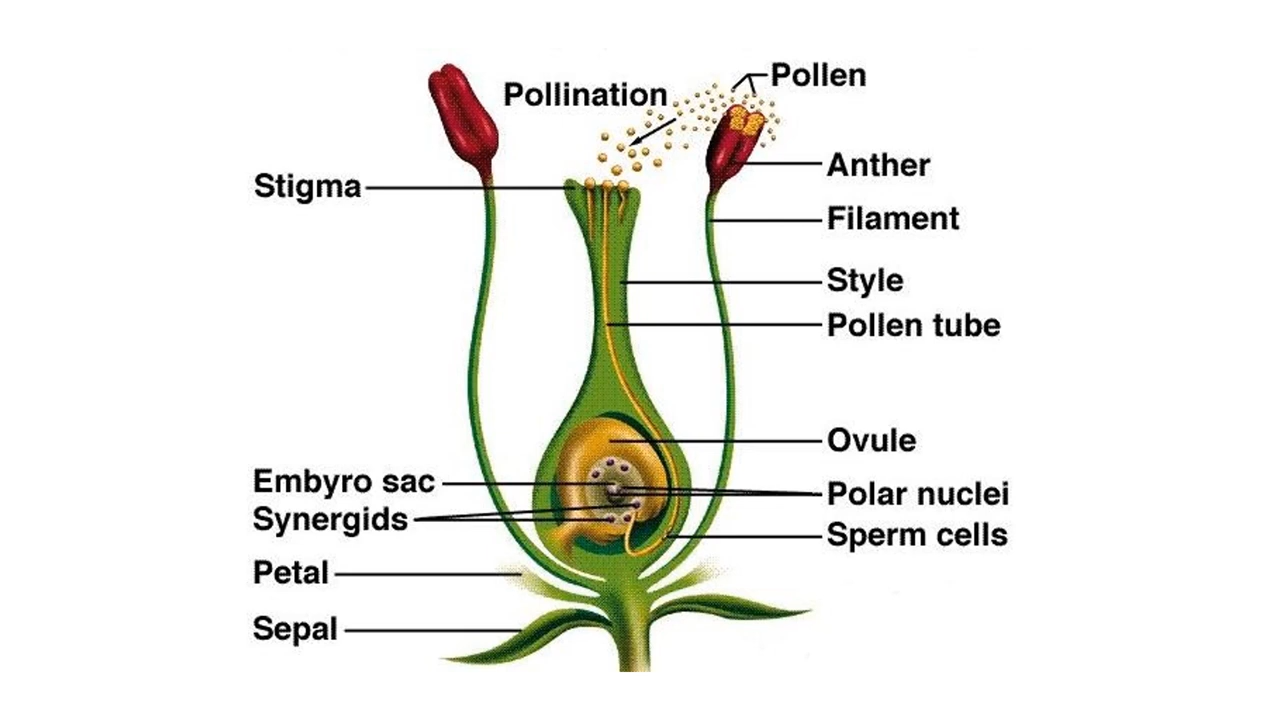 Pollination
Pollen
Anther
Stigma
Filament
Style
Pollen tube
Ovule
Embyro sac
Polar nuclei
Synergids
Sperm cells
Petal
Sepal